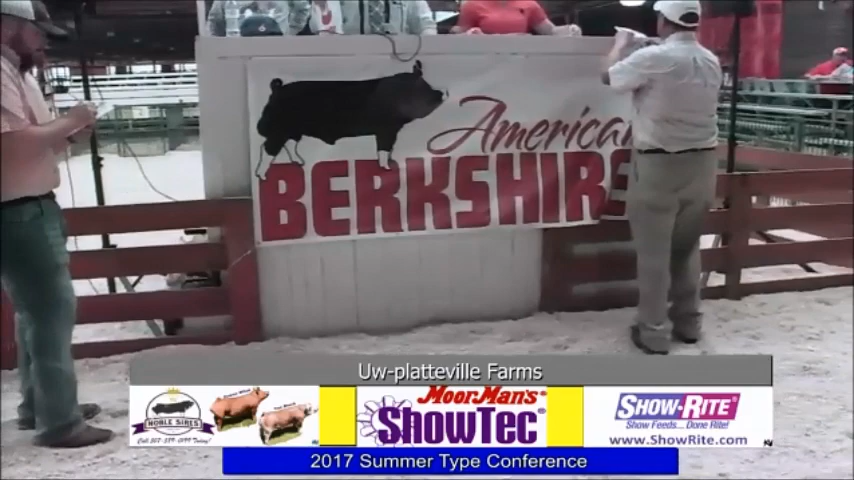 American
BERKSHIRE
Uw-platteville Farms
NOBLE SIRES
MoorMan's
ShowTec
SHOW-RITE
Show Feeds... Done Rite!
www.ShowRite.com
2017 Summer Type Conference